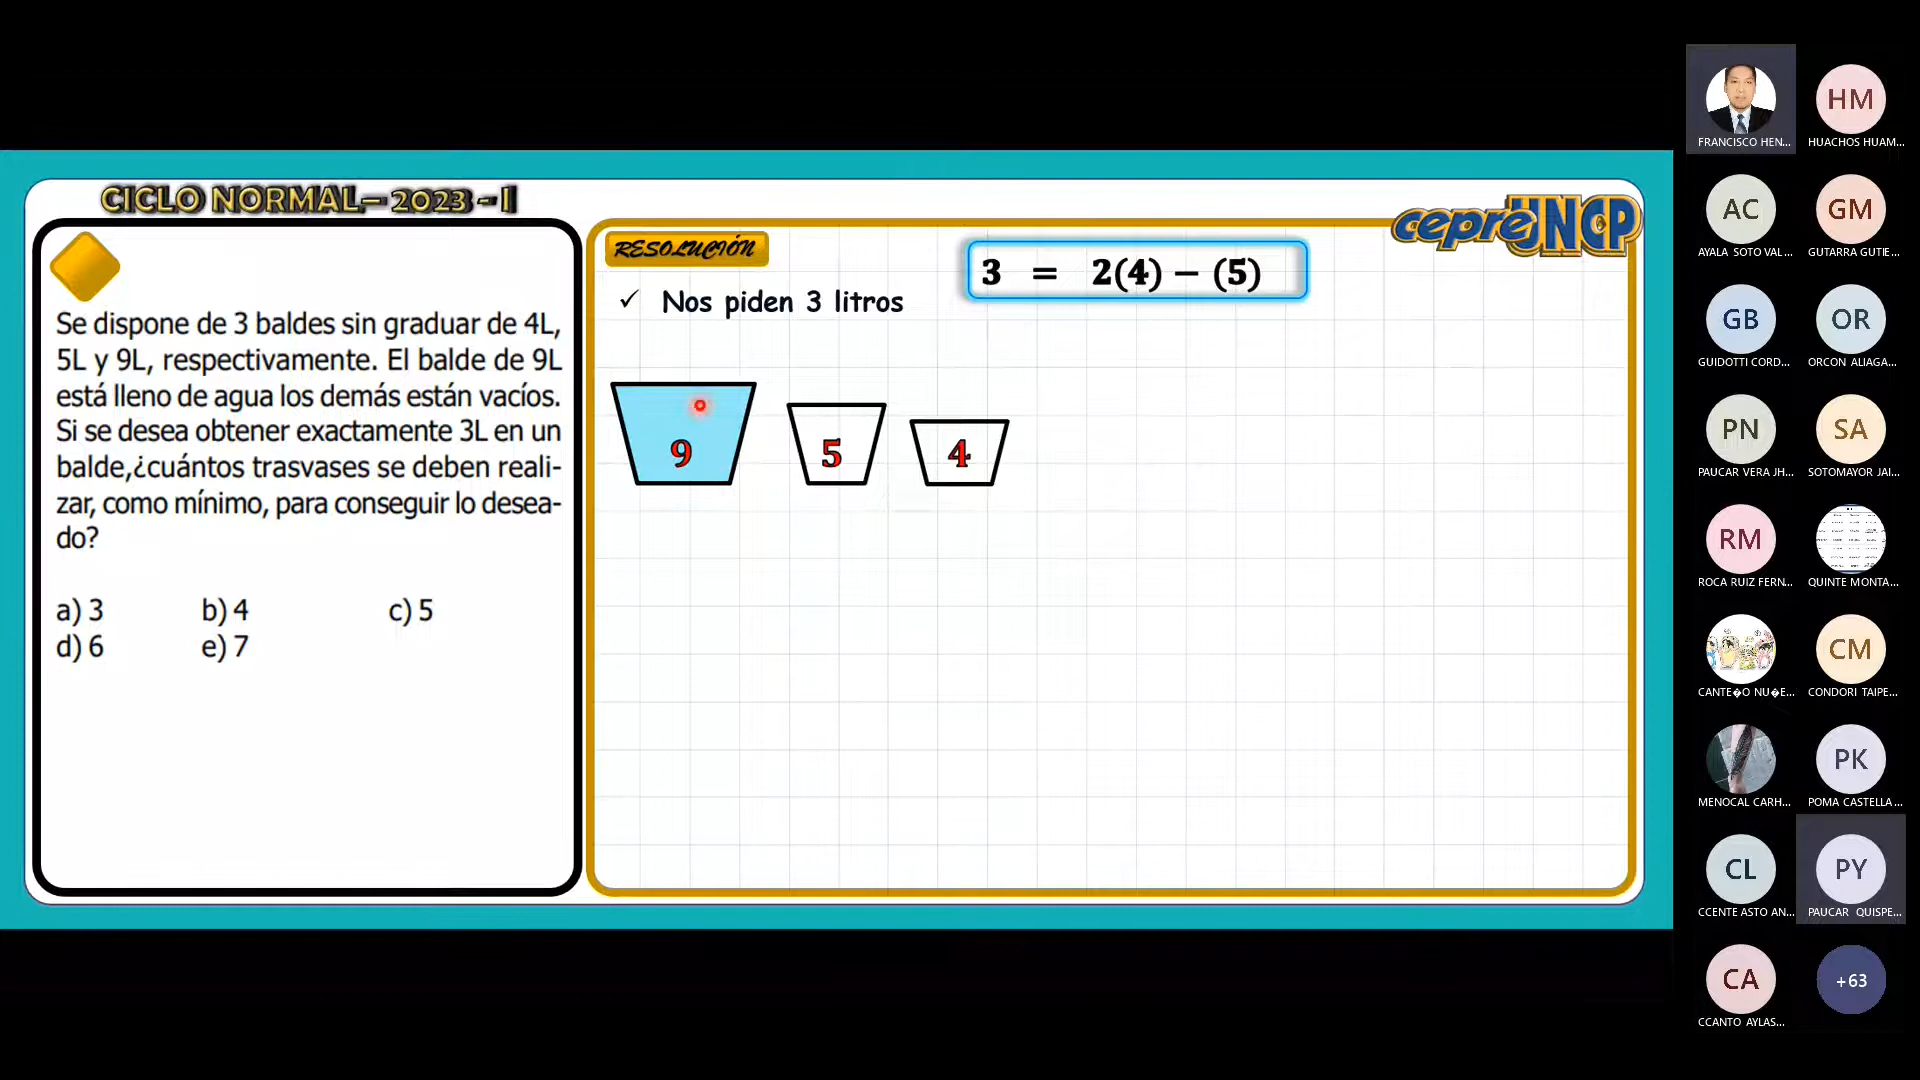 CICLO NORMAL– 2023 - I
cepreUNCP
Se dispone de 3 baldes sin graduar de 4L,
5L y 9L, respectivamente. El balde de 9L
está lleno de agua los demás están vacíos.
Si se desea obtener exactamente 3L en un
balde,¿cuántos trasvases se deben reali-
zar, como mínimo, para conseguir lo desea-
do?
a) 3 b) 4 c) 5
d) 6 e) 7
RESOLUCIÓN
3 = 2(4) – (5)
✓ Nos piden 3 litros
9 5 4
FRANCISCO HEN...
HM
HUACHOS HUAM...
AC
AYALA SOTO VAL...
GM
GUTARRA GUTIE...
GB
GUIDOTTI CORD...
OR
ORCON ALIAGA...
PN
PAUCAR VERA JH...
SA
SOTOMAYOR JAI...
RM
ROCA RUIZ FERN...
QUINTE MONTA...
CANTE�O NU�E...
CM
CONDORI TAIPE...
MENOCAL CARH...
PK
POMA CASTELLA...
CL
CCENTE ASTO AN...
PY
PAUCAR QUISPE...
CA
CCANTO AYLAS...
+63